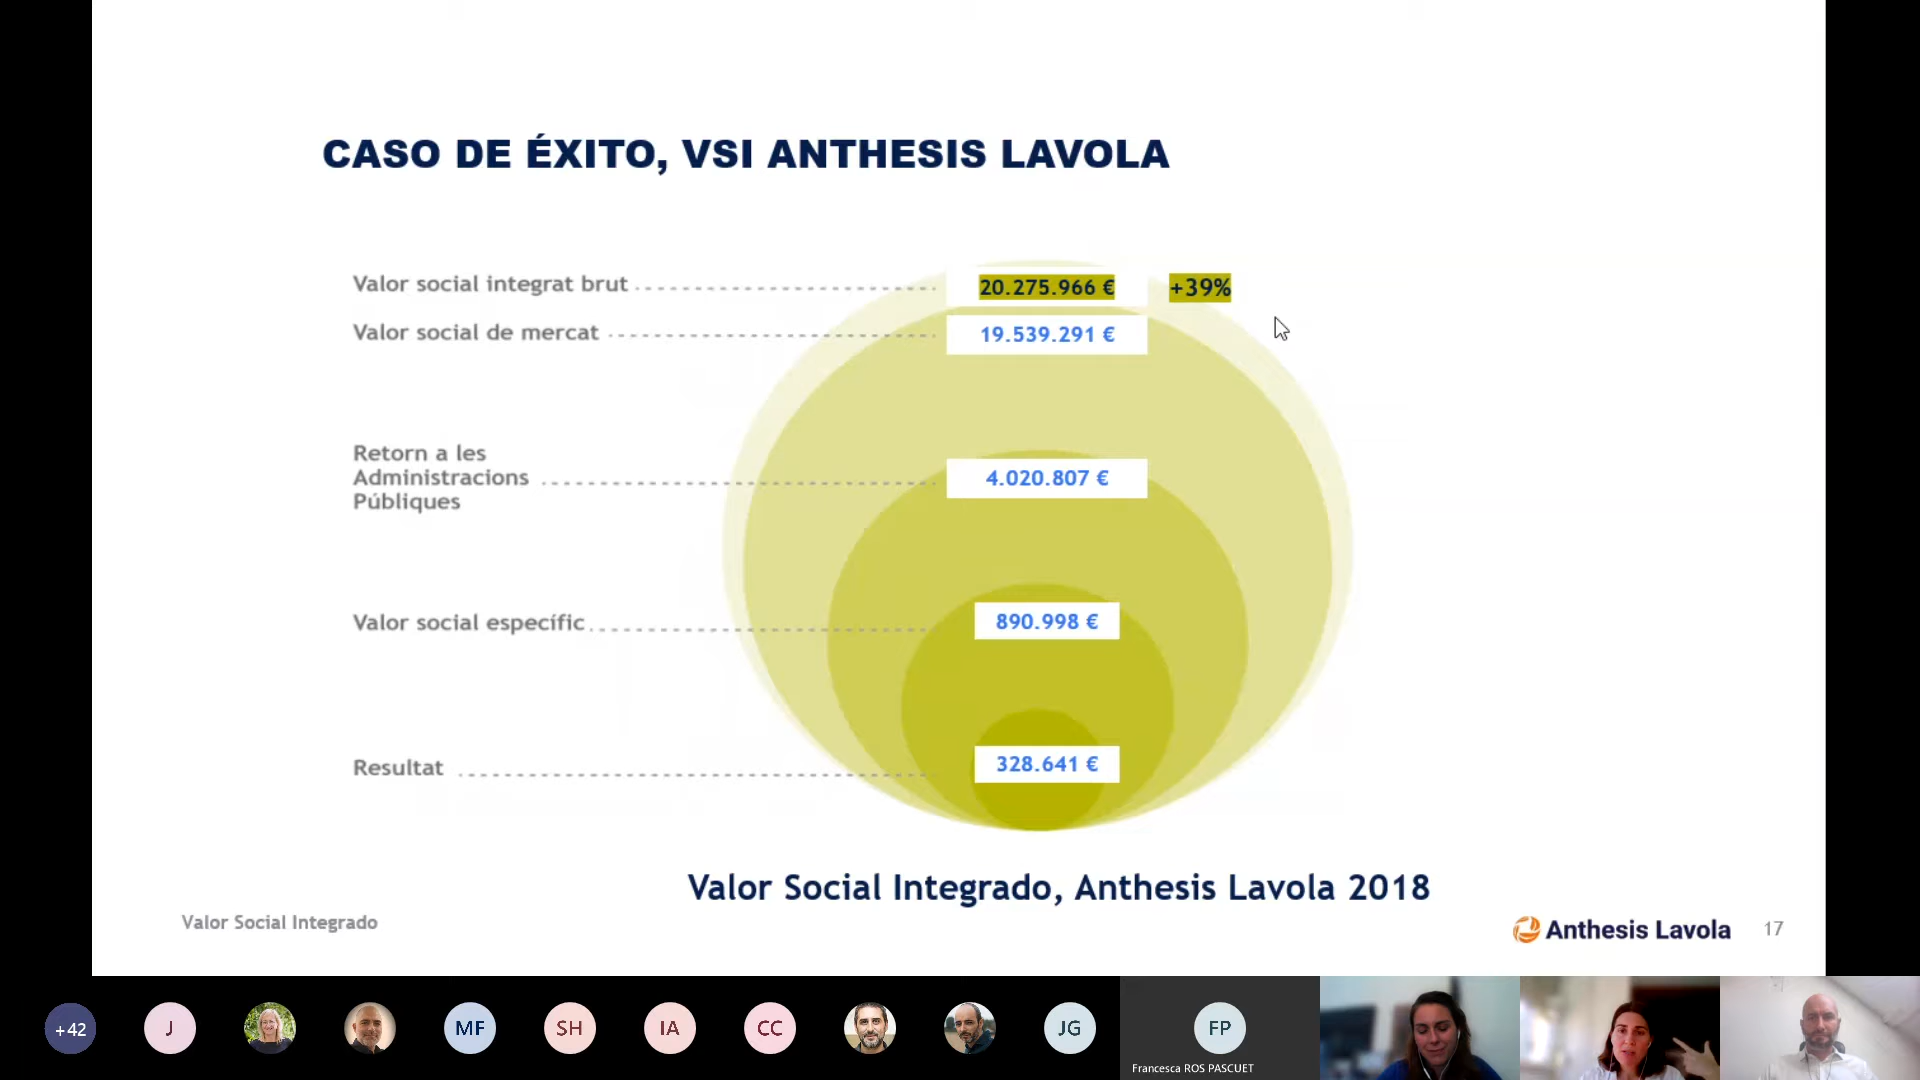 CASO DE ÉXITO, VSI ANTHESIS LAVOLA
Valor social integrat brut
20.275.966 €
+39%
Valor social de mercat
19.539.291 €
Retorn a les
Administracions
Públiques
4.020.807 €
Valor social específic
890.998 €
Resultat
328.641 €
Valor Social Integrado, Anthesis Lavola 2018
Valor Social Integrado
Anthesis Lavola
17
+42
J
MF
SH
IA
CC
JG
FP
Francesca ROS PASCUET